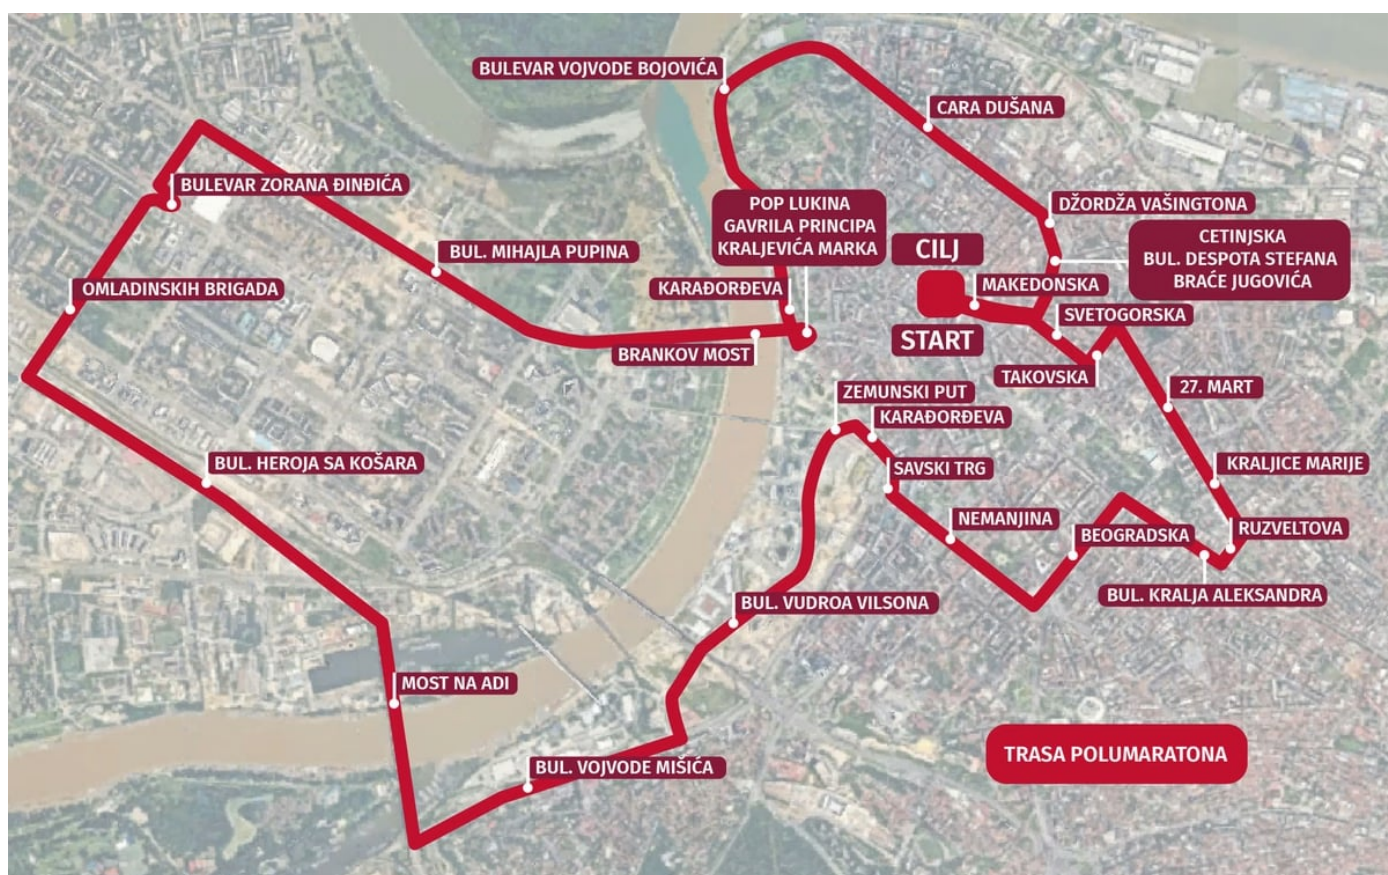 BULEVAR VOJVODE BOJOVIĆA
CARA DUŠANA
BULEVAR ZORANA ĐINĐIĆA
POP LUKINA
GAVRILA PRINCIPA
KRALJEVIĆA MARKA
DŽORDŽA VAŠINGTONA
CETINJSKA
BUL. DESPOTA STEFANA
BRAĆE JUGOVIĆA
BUL. MIHAJLA PUPINA
CILJ
OMLADINSKIH BRIGADA
KARAĐORĐEVA
MAKEDONSKA
SVETOGORSKA
START
BRANKOV MOST
TAKOVSKA
27. MART
ZEMUNSKI PUT
KARAĐORĐEVA
BUL. HEROJA SA KOŠARA
SAVSKI TRG
KRALJICE MARIJE
NEMANJINA
RUZVELTOVA
BEOGRADSKA
BUL. KRALJA ALEKSANDRA
BUL. VUDROA VILSONA
MOST NA ADI
TRASA POLUMARATONA
BUL. VOJVODE MIŠIĆA